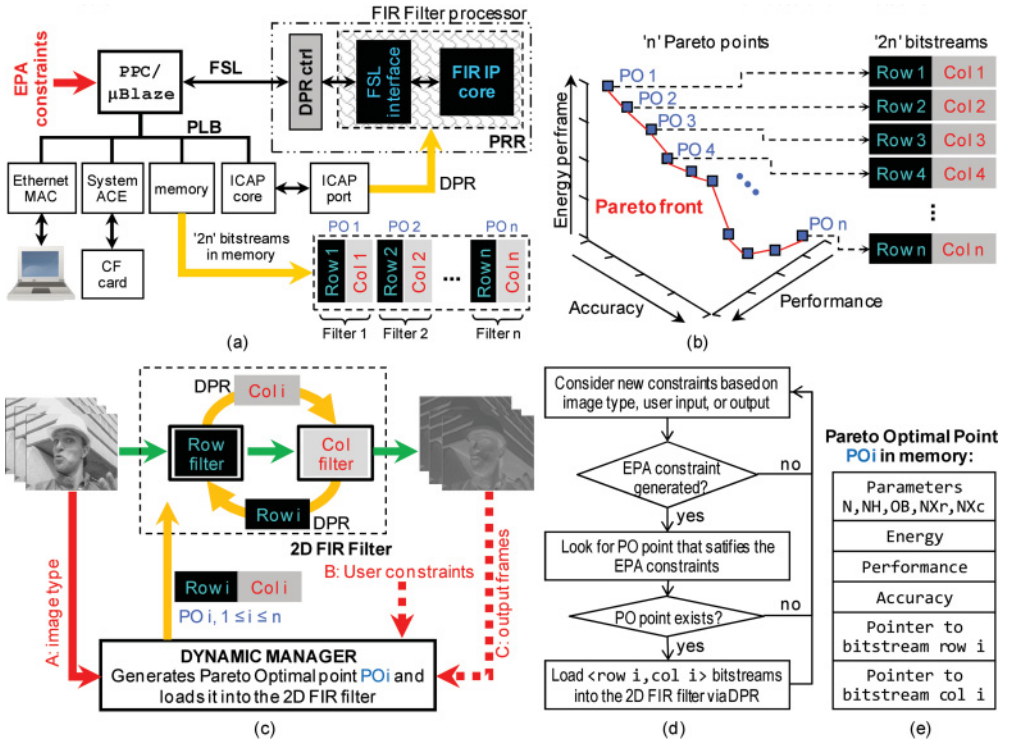 FIR Filter processor
EPA
constraints
PPC/
μBlaze
FSL
DPR ctrl
FSL
interface
FIR IP
core
PRR
PLB
DPR
Ethernet
MAC
System
ACE
memory
ICAP
core
ICAP
port
CF
card
'2n' bitstreams
in memory
PO 1
PO 2
PO n
Row 1
Col 1
Row 2
Col 2
...
Row n
Col n
Filter 1
Filter 2
Filter n
(a)
'n' Pareto points
'2n' bitstreams
Energy per frame
PO 1
PO 2
PO 3
PO 4
PO n
Pareto front
Accuracy
Performance
Row 1 Col 1
Row 2 Col 2
Row 3 Col 3
Row 4 Col 4
...
Row n Col n
(b)
DPR
Col i
Row
filter
Col
filter
Row i
DPR
2D FIR Filter
Row i Col i
PO i, 1 ≤ i ≤ n
A: image type
B: User constraints
C: output frames
DYNAMIC MANAGER
Generates Pareto Optimal point POi and
loads it into the 2D FIR filter
(c)
Consider new constraints based on
image type, user input, or output
EPA constraint
generated?
no
yes
Look for PO point that satifies the
EPA constraints
PO point exists?
no
yes
Load <row i,col i> bitstreams
into the 2D FIR filter via DPR
(d)
Pareto Optimal Point
POi in memory:
Parameters
N,NH,OB,NXr,NXc
Energy
Performance
Accuracy
Pointer to
bitstream row i
Pointer to
bitstream col i
(e)